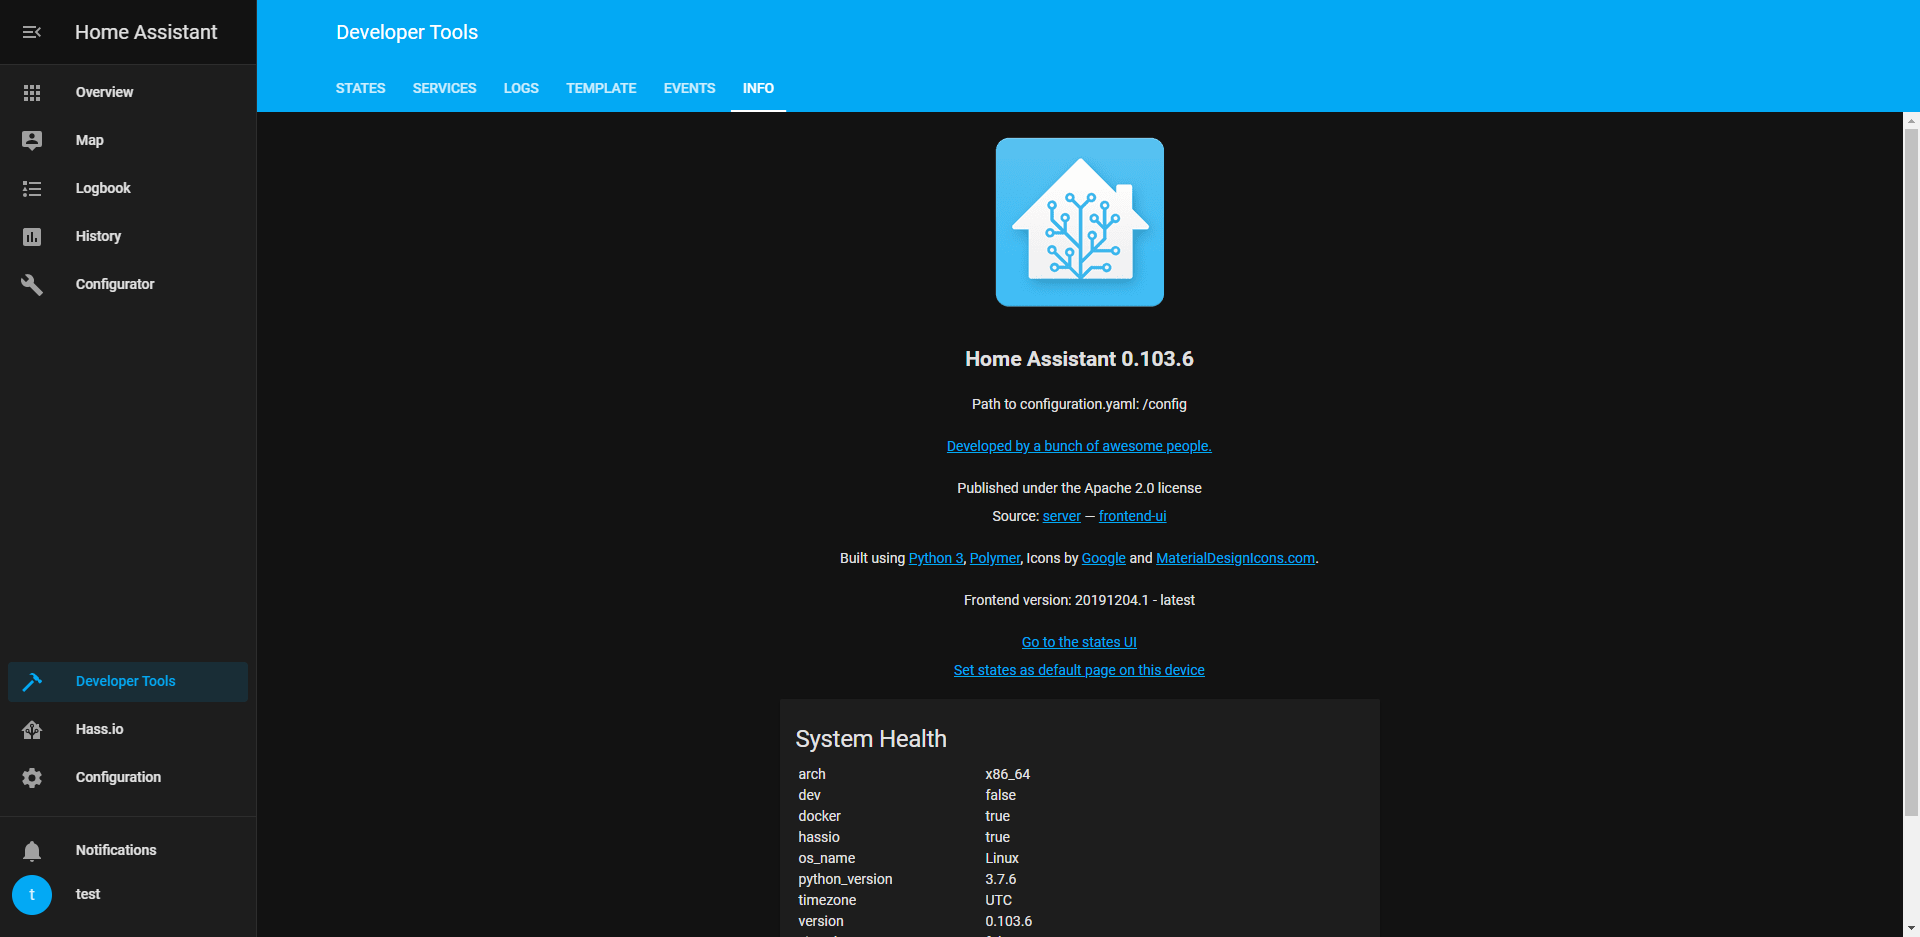 Home Assistant
Developer Tools
STATES SERVICES LOGS TEMPLATE EVENTS INFO
Overview
Map
Logbook
History
Configurator
Developer Tools
Hass.io
Configuration
Notifications
t test
Home Assistant 0.103.6
Path to configuration.yaml: /config
Developed by a bunch of awesome people.
Published under the Apache 2.0 license
Source: server — frontend-ui
Built using Python 3, Polymer, Icons by Google and MaterialDesignIcons.com.
Frontend version: 20191204.1 - latest
Go to the states UI
Set states as default page on this device
System Health
arch x86_64
dev false
docker true
hassio true
os_name Linux
python_version 3.7.6
timezone UTC
version 0.103.6